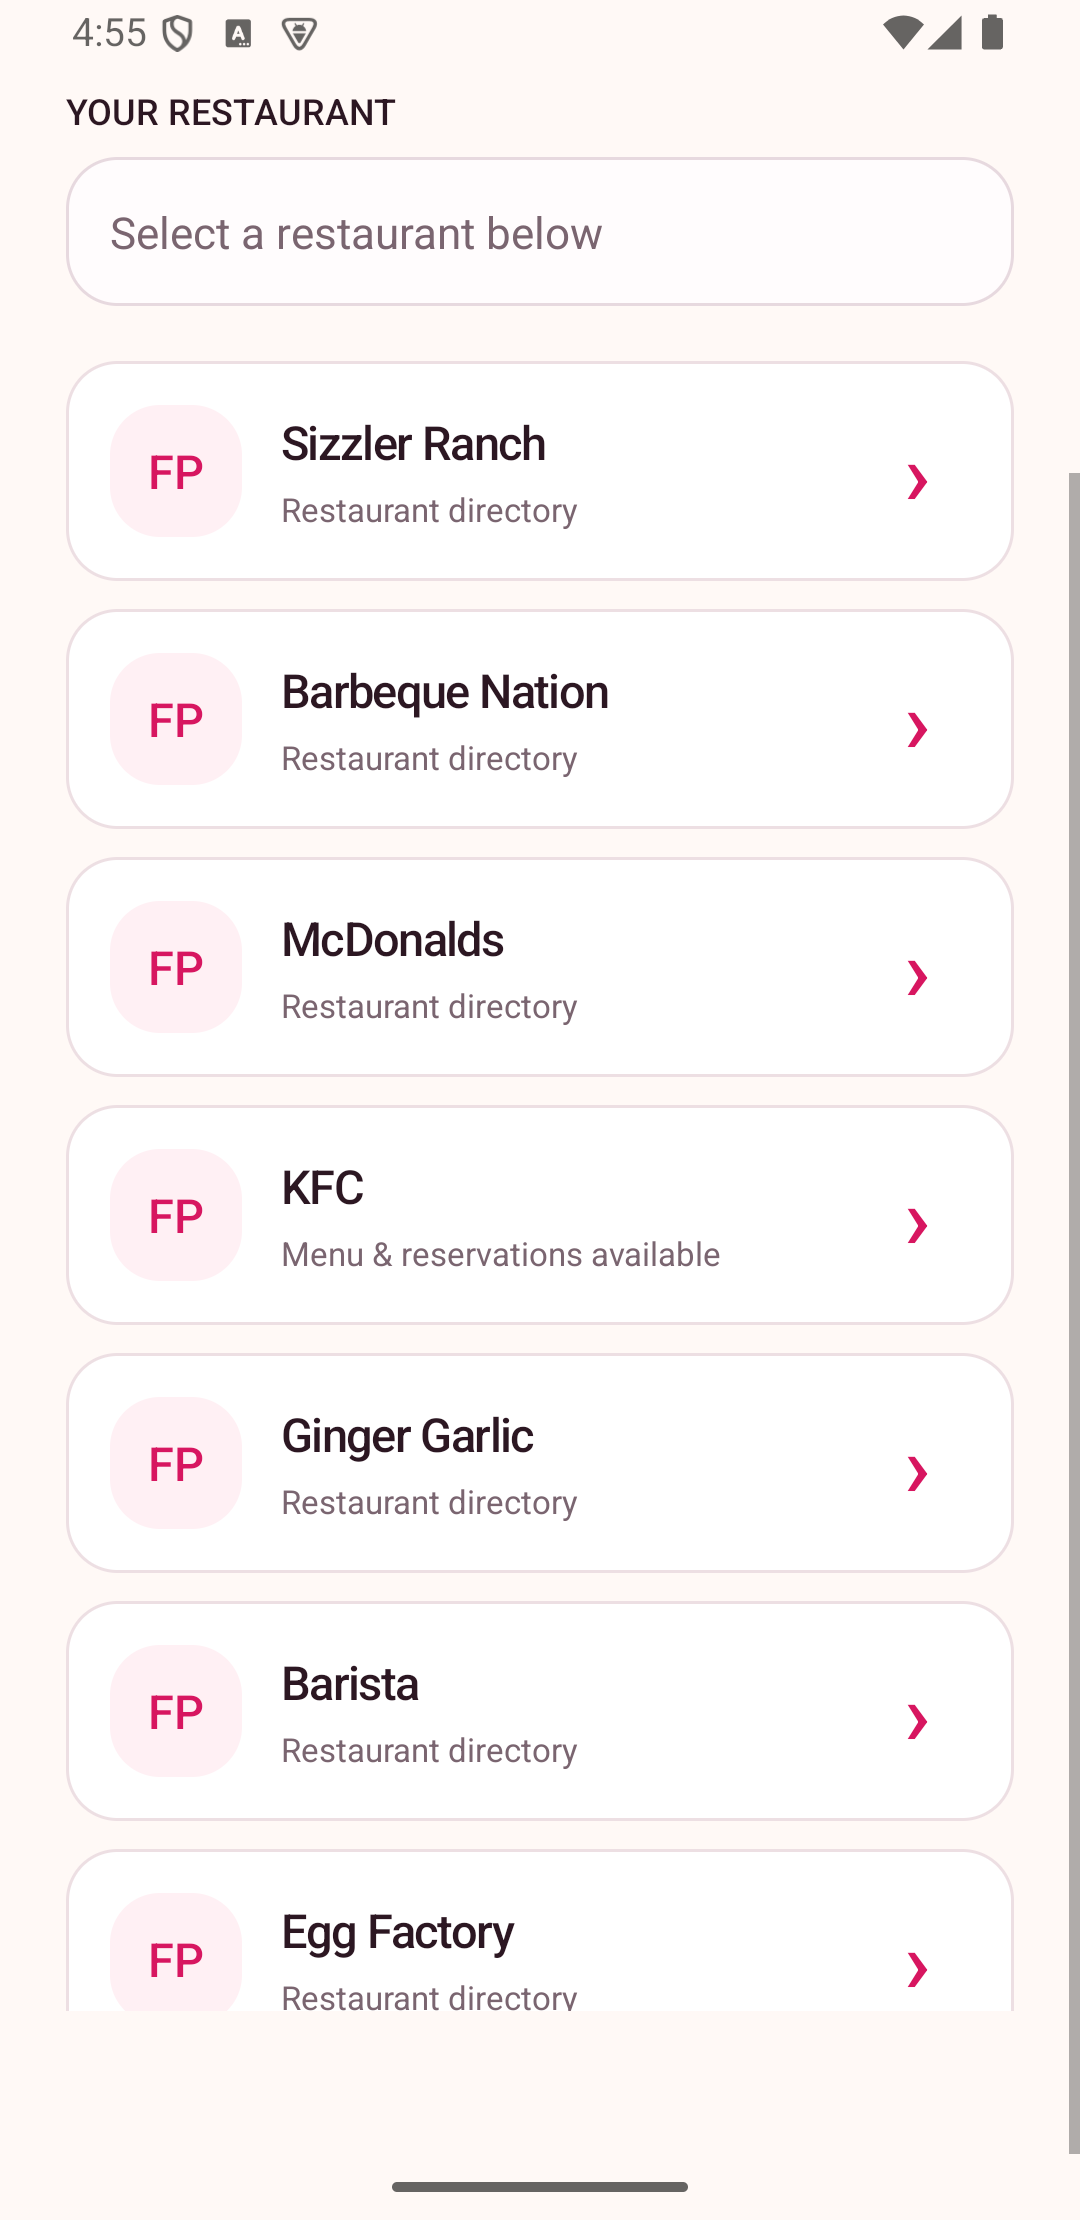 4:55
YOUR RESTAURANT
Select a restaurant below
FP
Sizzler Ranch
Restaurant directory
❯
FP
Barbeque Nation
Restaurant directory
❯
FP
McDonalds
Restaurant directory
❯
FP
KFC
Menu & reservations available
❯
FP
Ginger Garlic
Restaurant directory
❯
FP
Barista
Restaurant directory
❯
FP
Egg Factory
Restaurant directory
❯